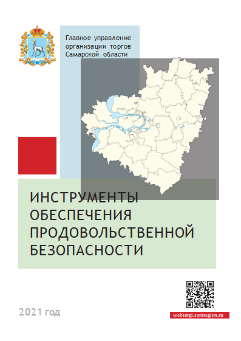 Главное управление
организации торгов
Самарской области
ИНСТРУМЕНТЫ
ОБЕСПЕЧЕНИЯ
ПРОДОВОЛЬСТВЕННОЙ
БЕЗОПАСНОСТИ
2021 год
webtorgi.samregion.ru